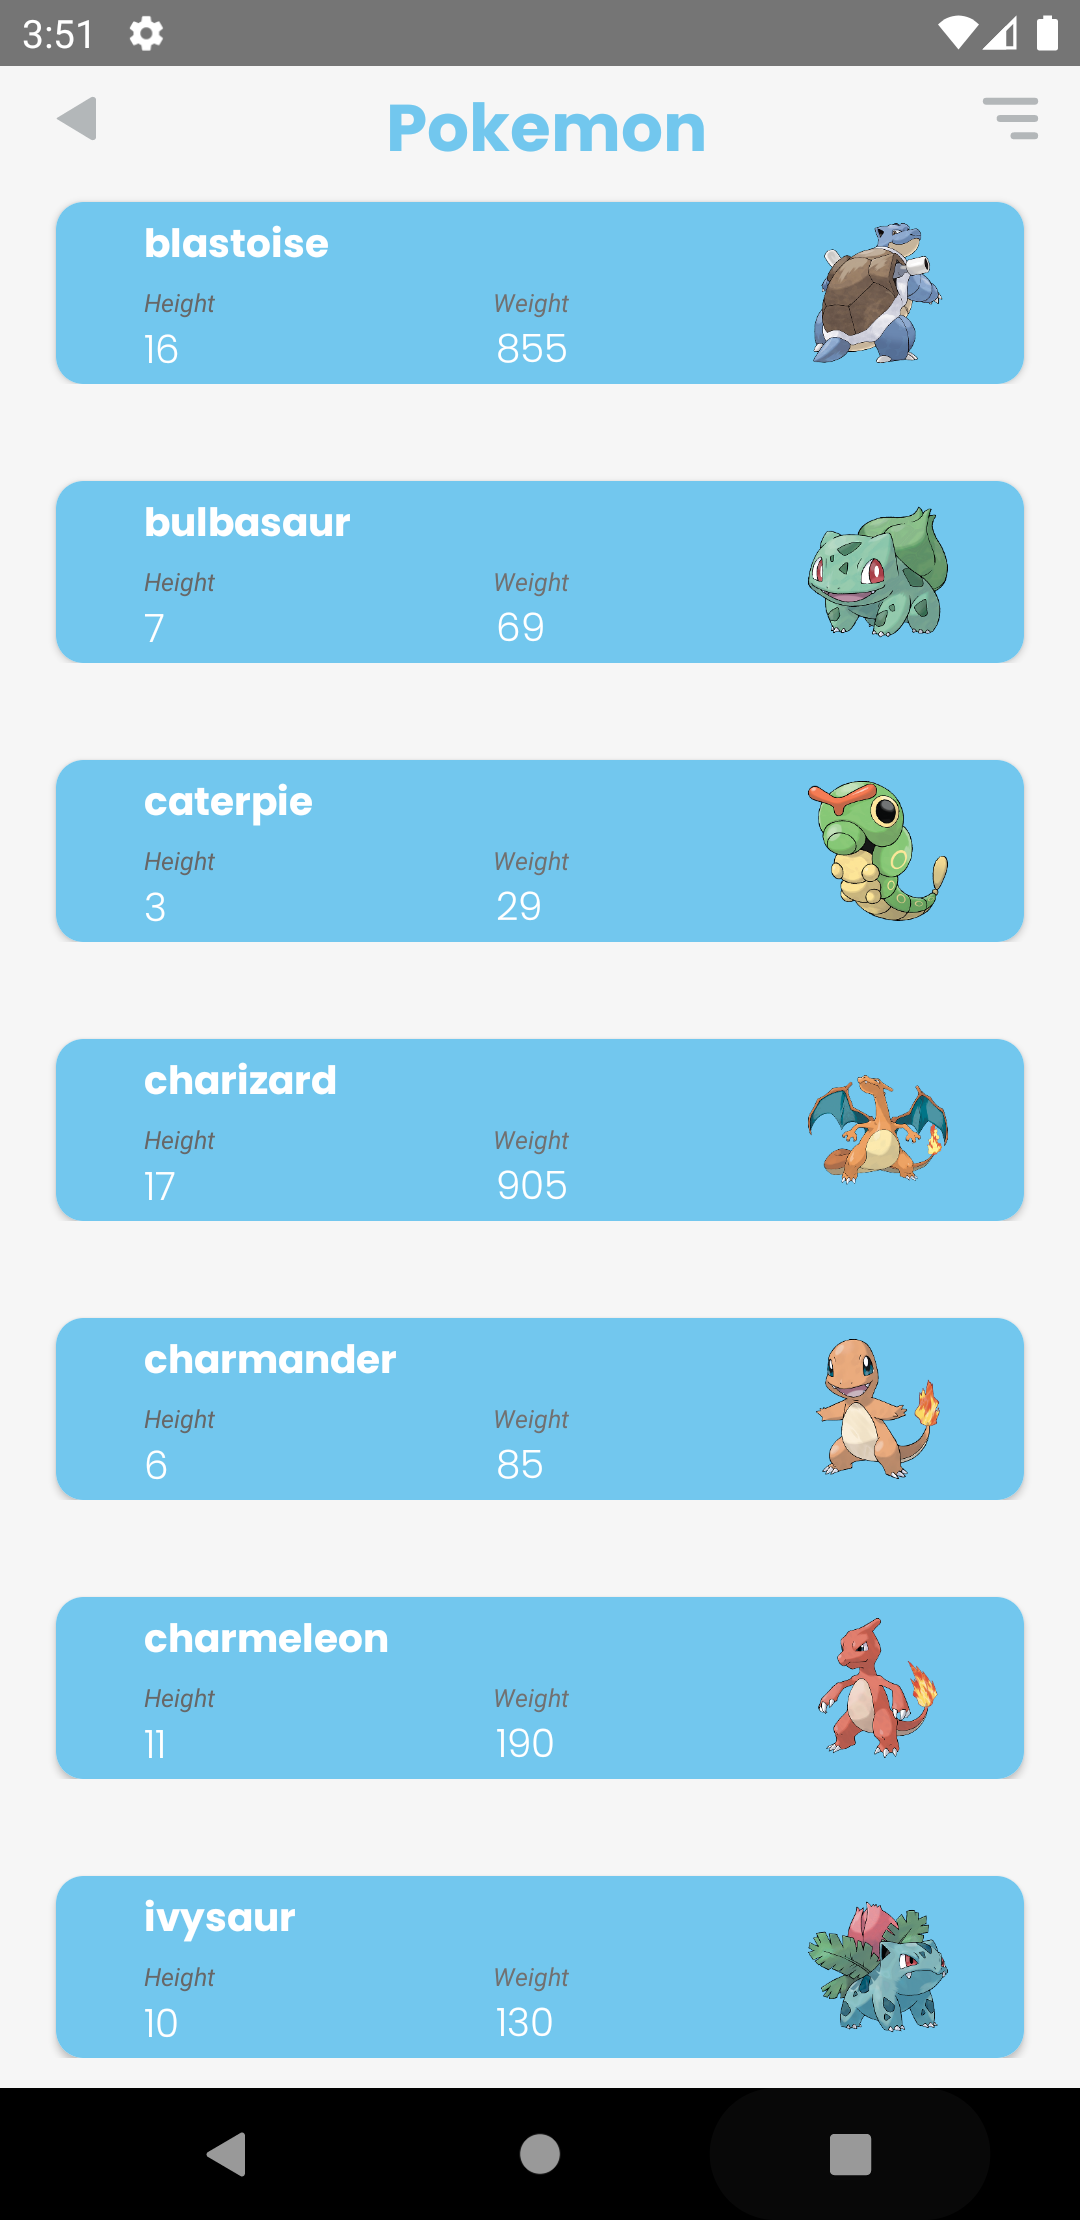 3:51
Pokemon
blastoise
Height Weight
16 855
bulbasaur
Height Weight
7 69
caterpie
Height Weight
3 29
charizard
Height Weight
17 905
charmander
Height Weight
6 85
charmeleon
Height Weight
11 190
ivysaur
Height Weight
10 130